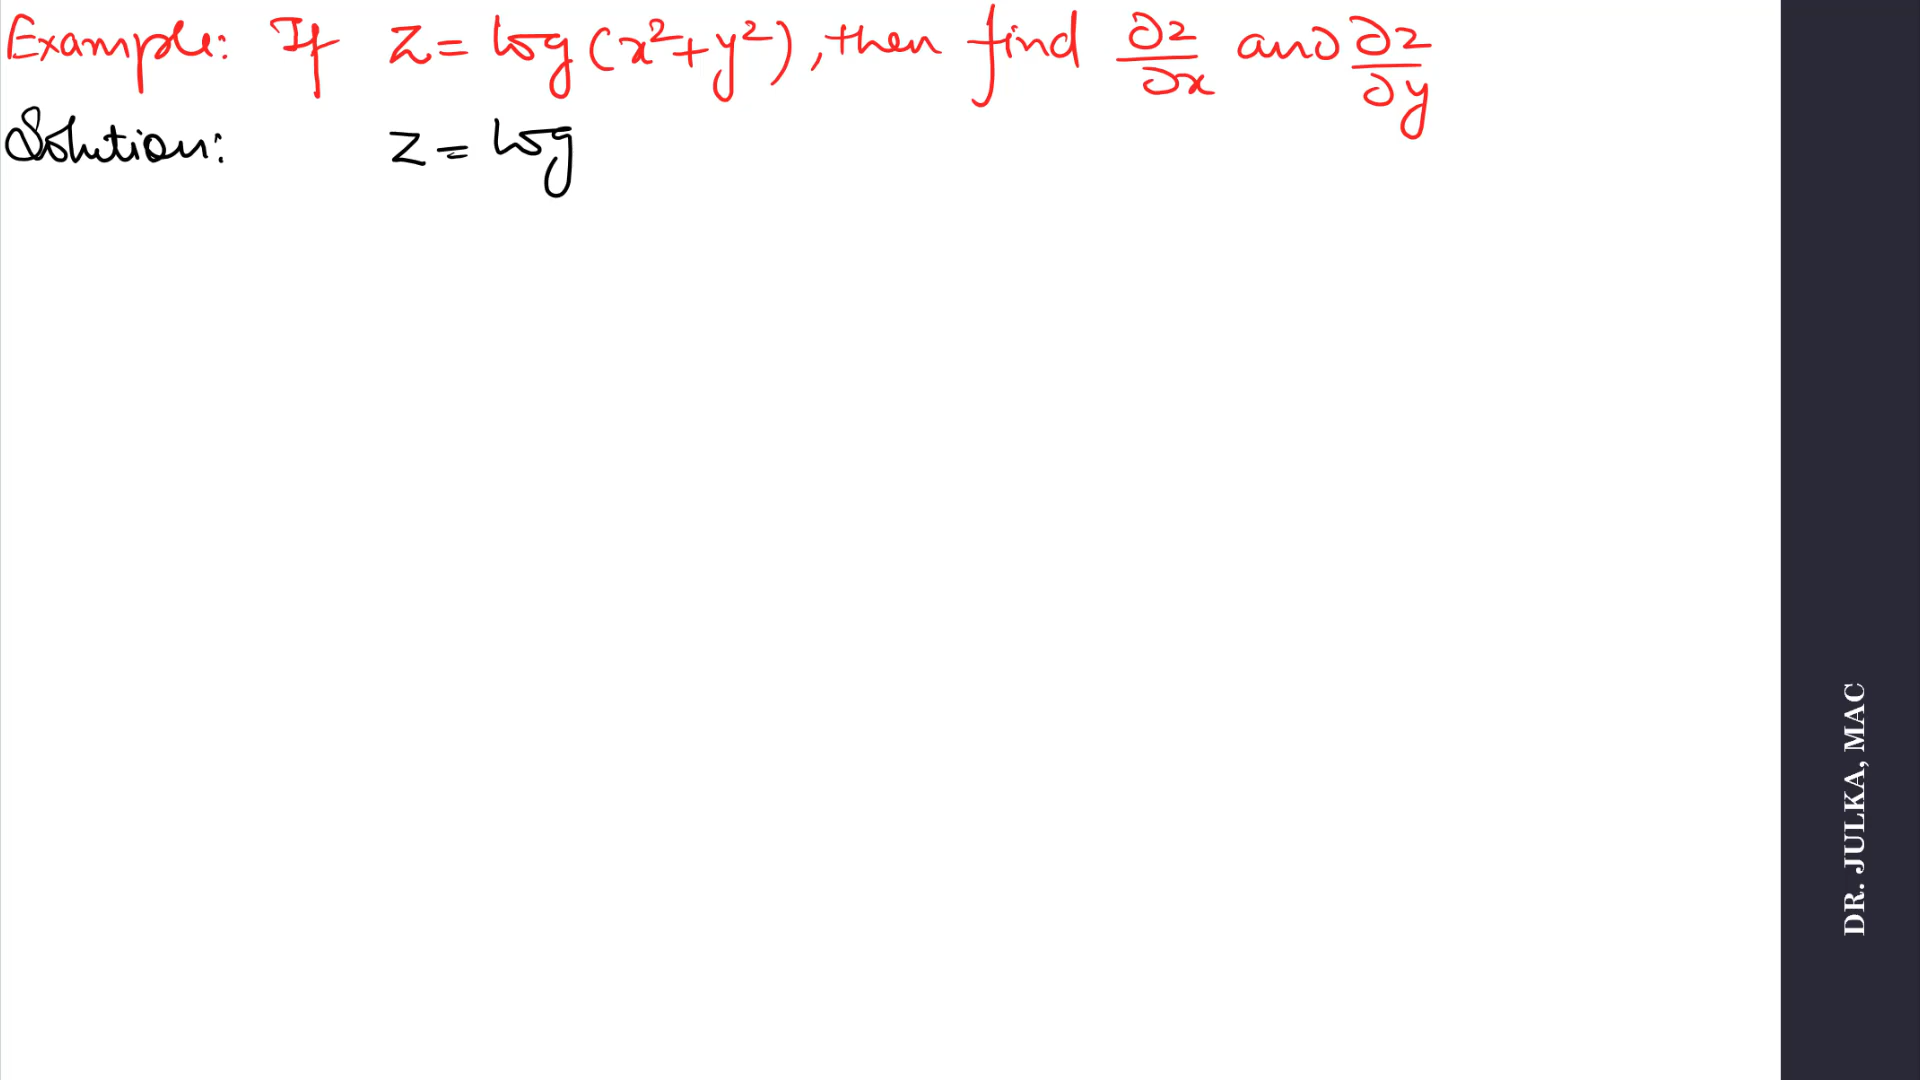 Example: If z = log(x²+y²), then find ∂z/∂x and ∂z/∂y
Solution: z = log
DR. JULKA, MAC